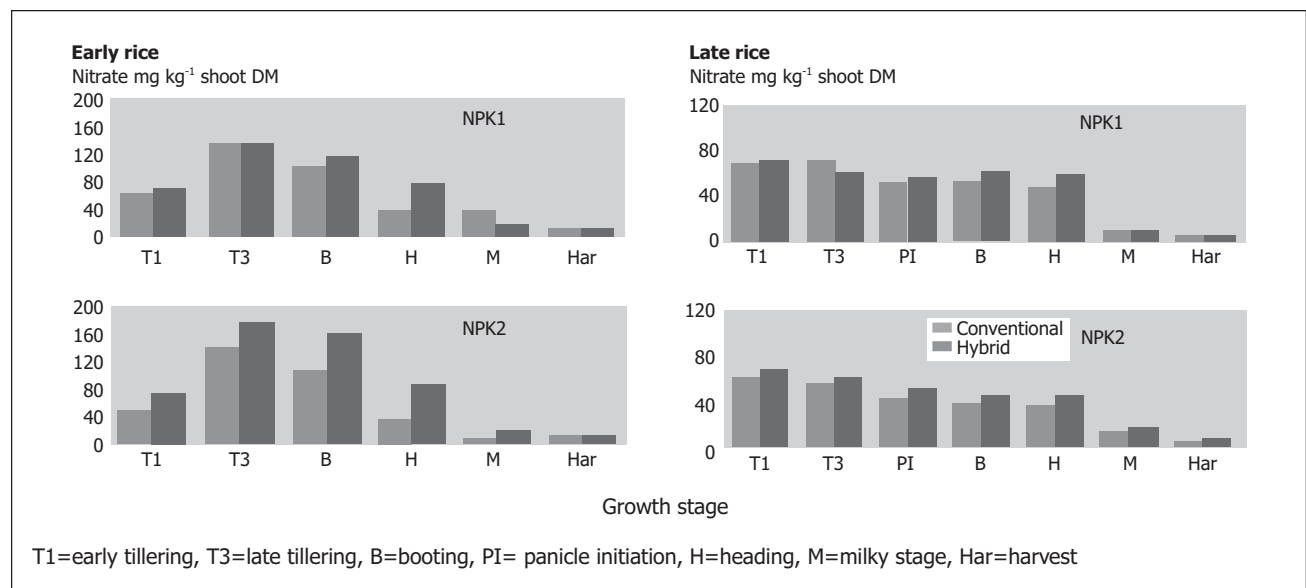 Early rice
Nitrate mg kg-1 shoot DM
200
160
120
80
40
0
NPK1
T1 T3 B H M Har
200
160
120
80
40
0
NPK2
T1 T3 B H M Har
Late rice
Nitrate mg kg-1 shoot DM
120
80
40
0
NPK1
T1 T3 PI B H M Har
120
80
40
0
Conventional
Hybrid
NPK2
T1 T3 PI B H M Har
Growth stage
T1=early tillering, T3=late tillering, B=booting, PI= panicle initiation, H=heading, M=milky stage, Har=harvest